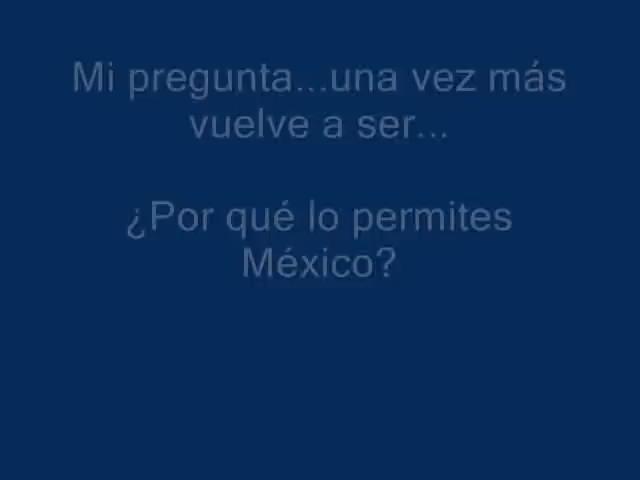 Mi pregunta...una vez más
vuelve a ser...
¿Por qué lo permites
México?